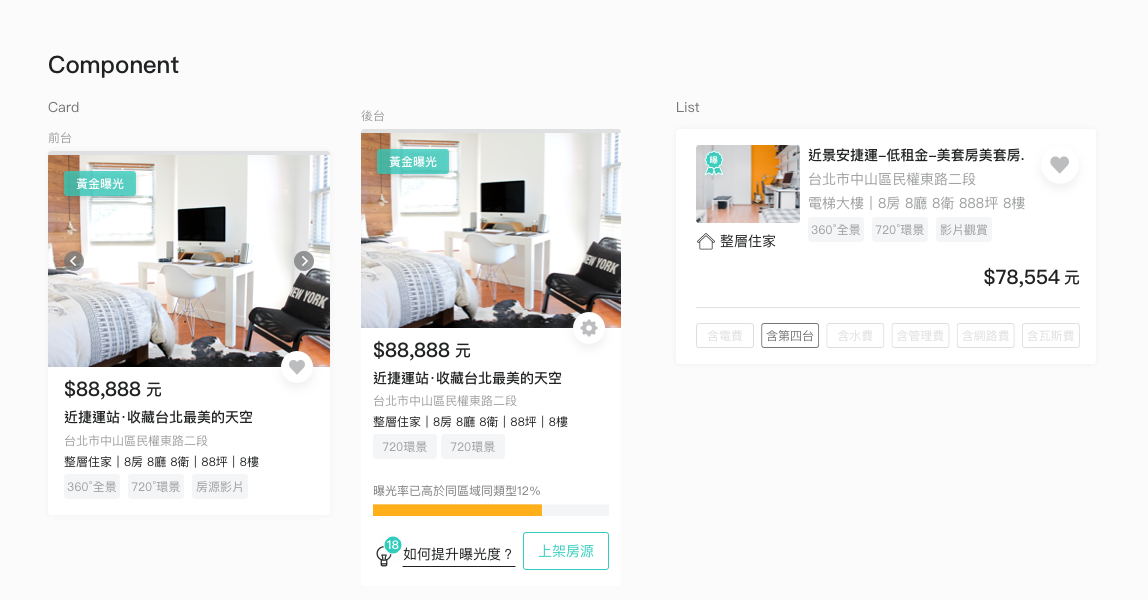 Component
Card
前台
黃金曝光
NEW YORK
$88,888 元
近捷運站·收藏台北最美的天空
台北市中山區民權東路二段
整層住家｜8房 8廳 8衛｜88坪｜8樓
360°全景 720°環景 房源影片
後台
黃金曝光
NEW YORK
$88,888 元
近捷運站·收藏台北最美的天空
台北市中山區民權東路二段
整層住家｜8房 8廳 8衛｜88坪｜8樓
720環景 720環景
曝光率已高於同區域同類型12%
18
如何提升曝光度？ 上架房源
List
曝
近景安捷運–低租金–美套房美套房.
台北市中山區民權東路二段
電梯大樓｜8房 8廳 8衛 888坪 8樓
360°全景 720°環景 影片觀賞
整層住家
$78,554 元
含電費 含第四台 含水費 含管理費 含網路費 含瓦斯費